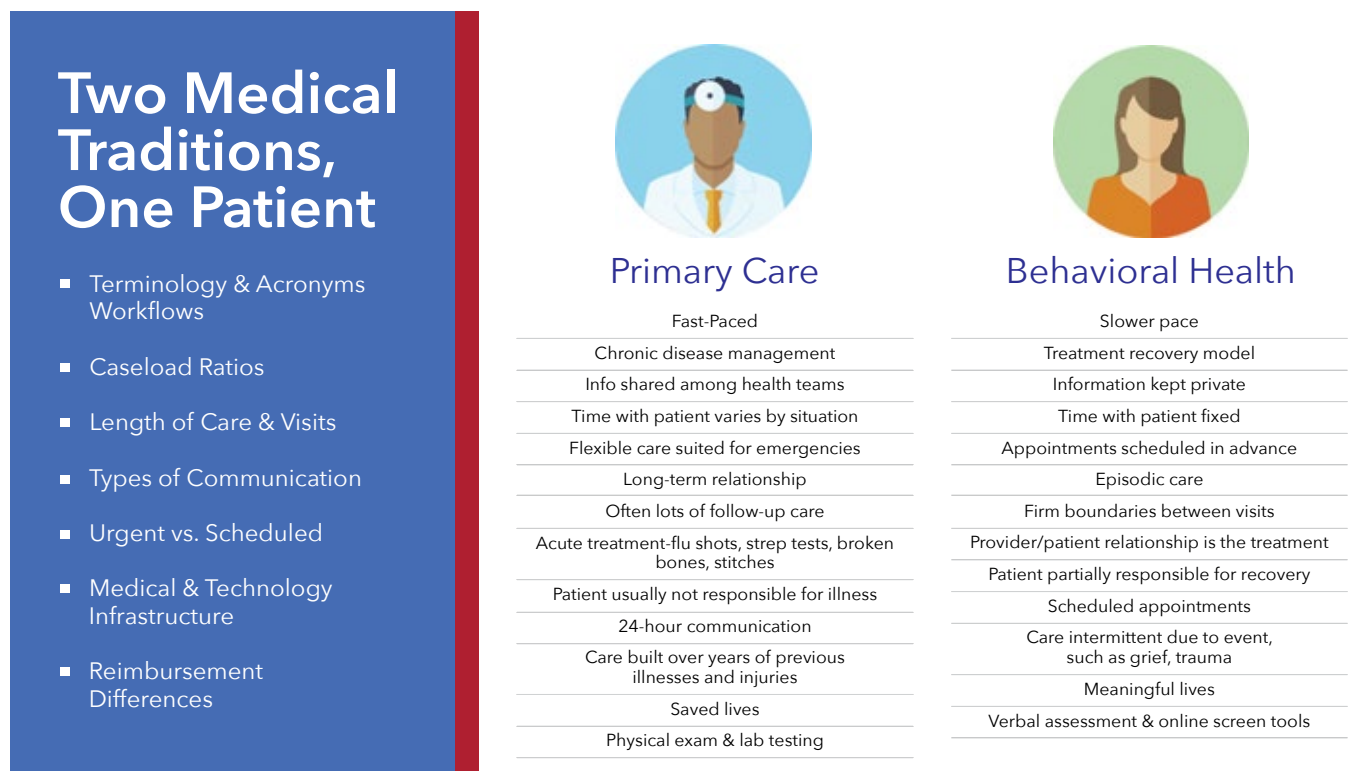 Two Medical
Traditions,
One Patient
▪ Terminology & Acronyms
Workflows
▪ Caseload Ratios
▪ Length of Care & Visits
▪ Types of Communication
▪ Urgent vs. Scheduled
▪ Medical & Technology
Infrastructure
▪ Reimbursement
Differences
Primary Care
Fast-Paced
Chronic disease management
Info shared among health teams
Time with patient varies by situation
Flexible care suited for emergencies
Long-term relationship
Often lots of follow-up care
Acute treatment-flu shots, strep tests, broken
bones, stitches
Patient usually not responsible for illness
24-hour communication
Care built over years of previous
illnesses and injuries
Saved lives
Physical exam & lab testing
Behavioral Health
Slower pace
Treatment recovery model
Information kept private
Time with patient fixed
Appointments scheduled in advance
Episodic care
Firm boundaries between visits
Provider/patient relationship is the treatment
Patient partially responsible for recovery
Scheduled appointments
Care intermittent due to event,
such as grief, trauma
Meaningful lives
Verbal assessment & online screen tools